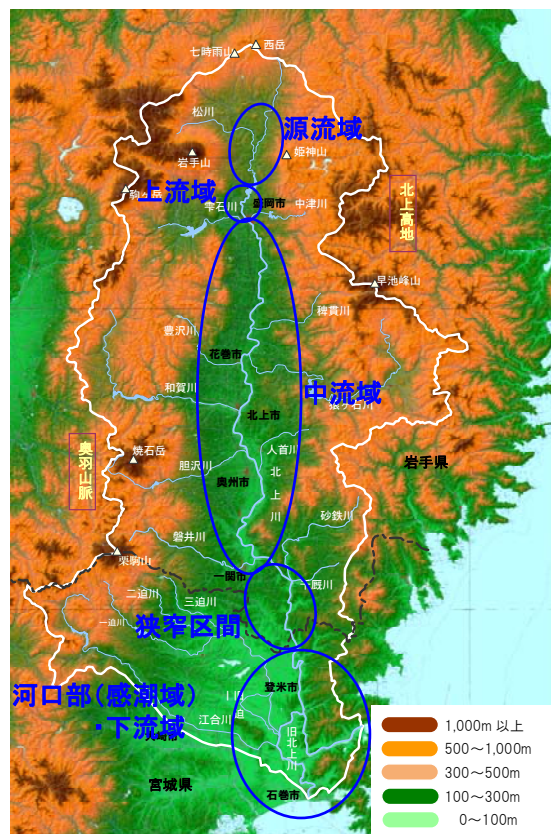 西岳
七時雨山
松川
源流域
姫神山
岩手山
駒ヶ岳
上流域
雫石川
盛岡市
中津川
北上高地
早池峰山
稗貫川
豊沢川
花巻市
和賀川
中流域
猿ヶ石川
北上市
人首川
奥羽山脈
焼石岳
胆沢川
奥州市
北上川
岩手県
砂鉄川
磐井川
栗駒山
一関市
千厩川
二迫川
三迫川
一迫川
狭窄区間
登米市
河口部(感潮域)
・下流域
江合川
旧北上川
宮城県
石巻市
1,000m 以上
500～1,000m
300～500m
100～300m
0～100m